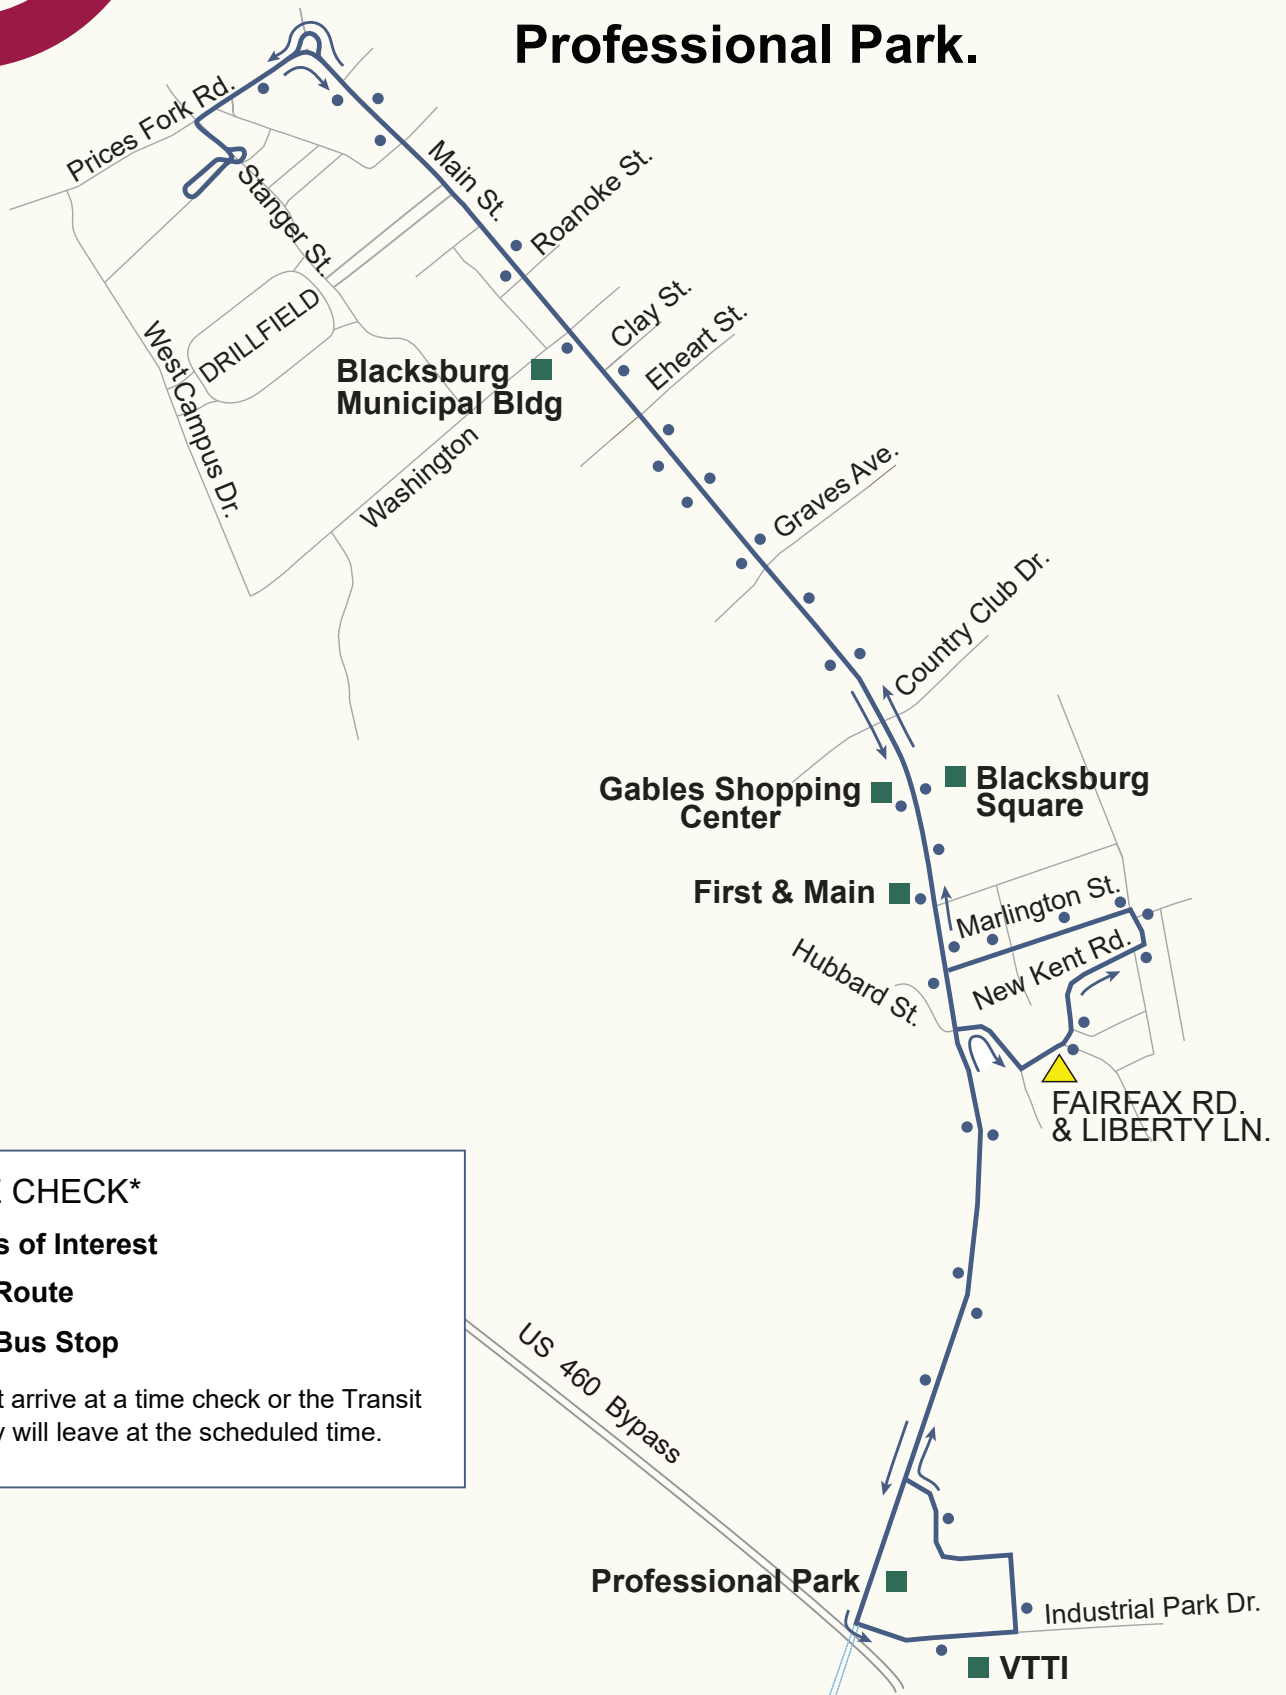 Professional Park.
Prices Fork Rd.
Main St.
Roanoke St.
Stanger St.
Clay St.
DRILLFIELD
Eheart St.
West Campus Dr.
Blacksburg
Municipal Bldg
Washington
Graves Ave.
Country Club Dr.
Gables Shopping
Center
Blacksburg
Square
First & Main
Marlington St.
Hubbard St.
New Kent Rd.
FAIRFAX RD.
& LIBERTY LN.
CHECK*
of Interest
Route
Bus Stop
arrive at a time check or the Transit
will leave at the scheduled time.
US 460 Bypass
Professional Park
Industrial Park Dr.
VTTI